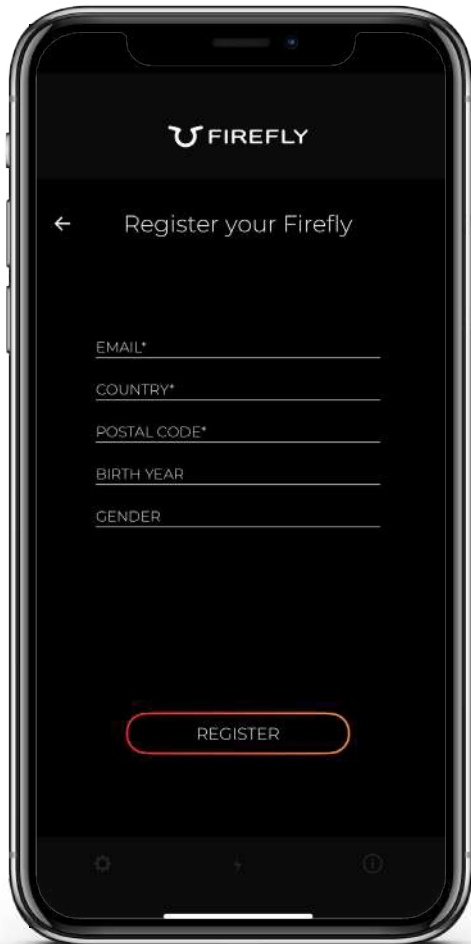 FIREFLY
Register your Firefly
EMAIL*
COUNTRY*
POSTAL CODE*
BIRTH YEAR
GENDER
REGISTER